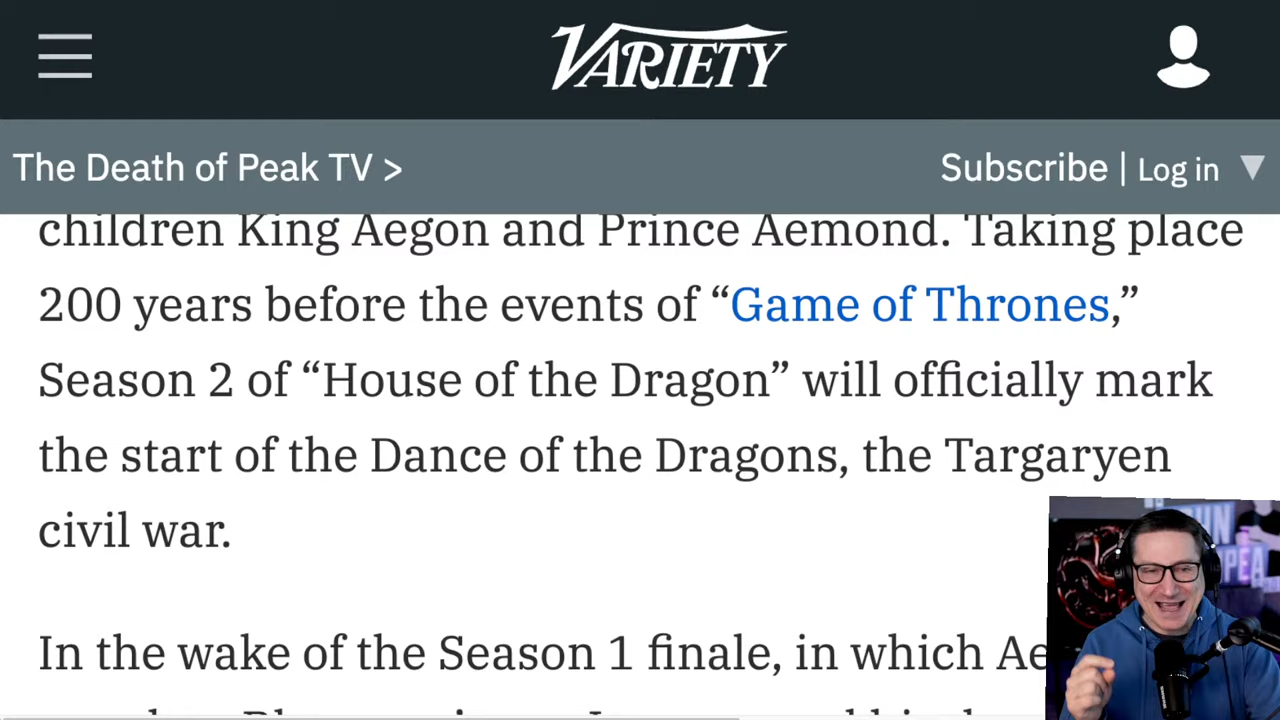 VARIETY
The Death of Peak TV >
Subscribe | Log in ▼
children King Aegon and Prince Aemond. Taking place
200 years before the events of “Game of Thrones,”
Season 2 of “House of the Dragon” will officially mark
the start of the Dance of the Dragons, the Targaryen
civil war.
In the wake of the Season 1 finale, in which